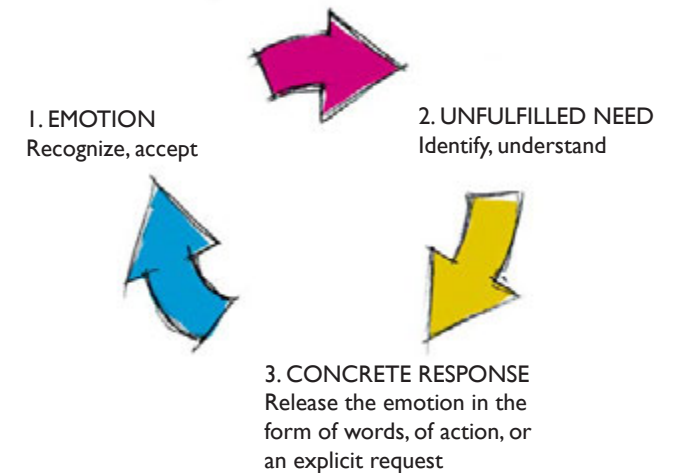 1. EMOTION
Recognize, accept
2. UNFULFILLED NEED
Identify, understand
3. CONCRETE RESPONSE
Release the emotion in the
form of words, of action, or
an explicit request